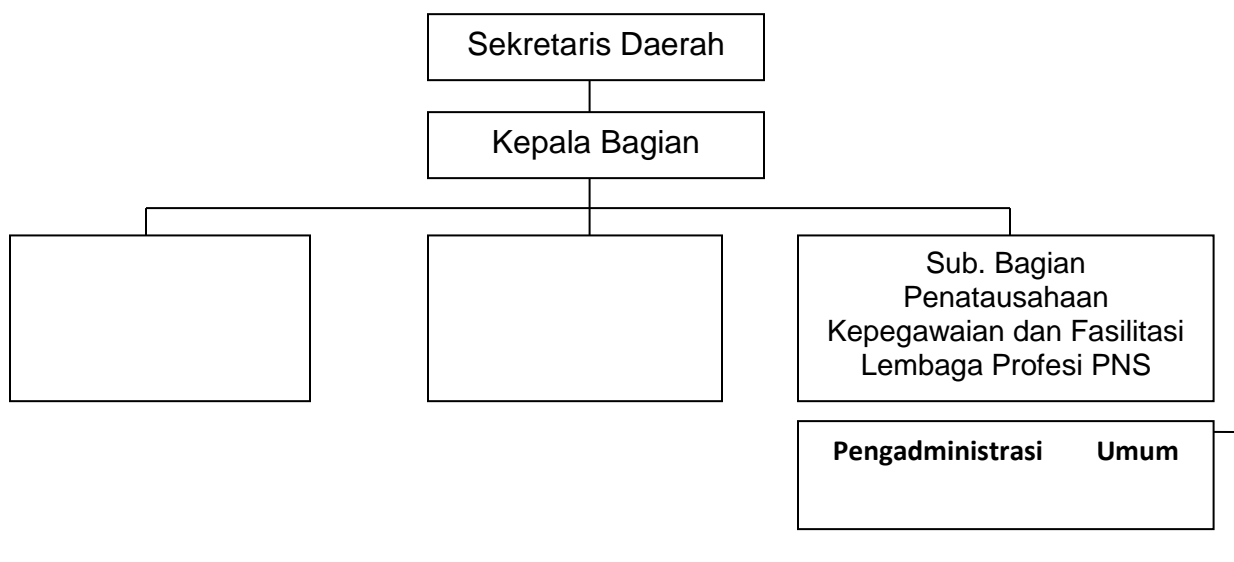 Sekretaris Daerah
Kepala Bagian
Sub. Bagian
Penatausahaan
Kepegawaian dan Fasilitasi
Lembaga Profesi PNS
Pengadministrasi Umum